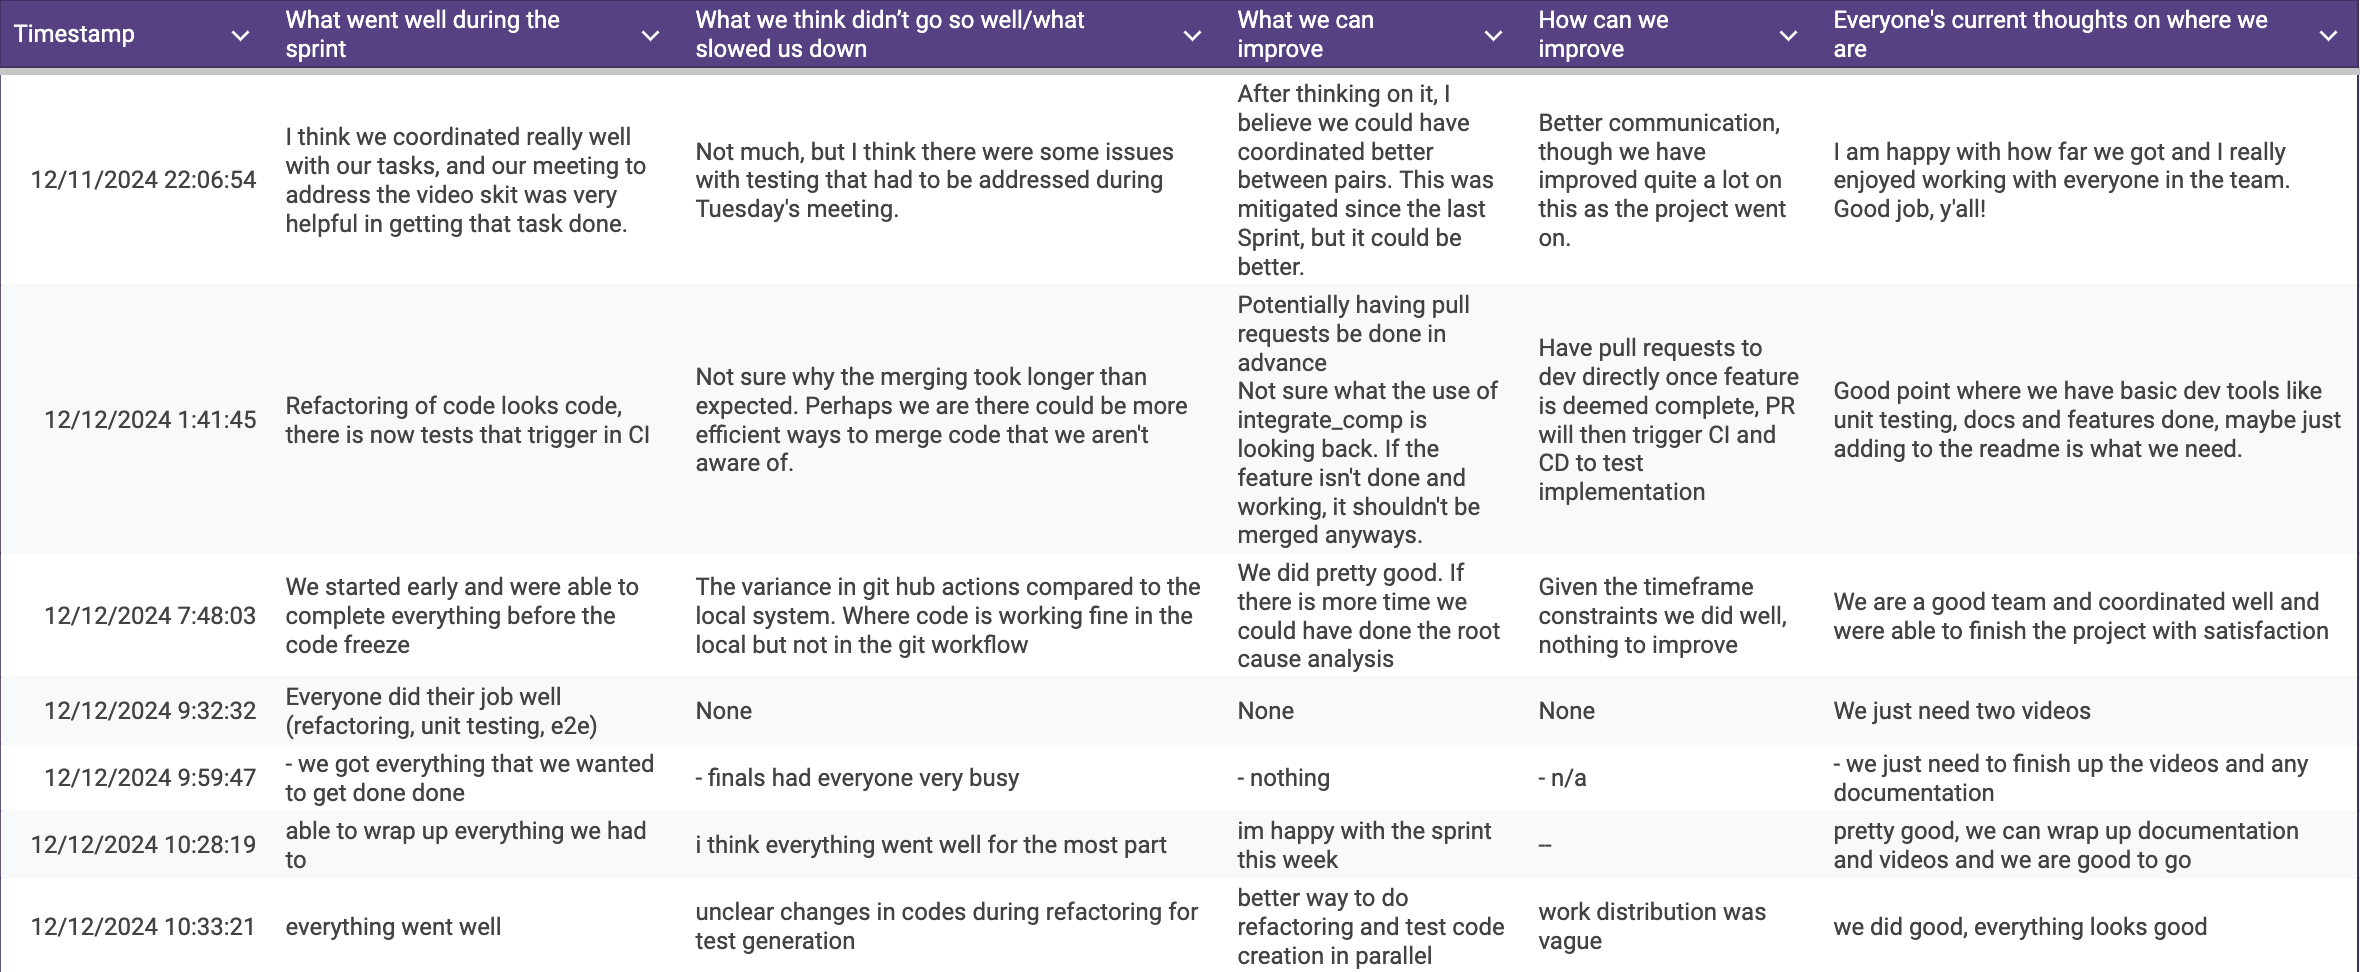 Timestamp
What went well during the
sprint
What we think didn’t go so well/what
slowed us down
What we can
improve
How can we
improve
Everyone's current thoughts on where we
are
12/11/2024 22:06:54
I think we coordinated really well
with our tasks, and our meeting to
address the video skit was very
helpful in getting that task done.
Not much, but I think there were some issues
with testing that had to be addressed during
Tuesday's meeting.
After thinking on it, I
believe we could have
coordinated better
between pairs. This was
mitigated since the last
Sprint, but it could be
better.
Better communication,
though we have
improved quite a lot on
this as the project went
on.
I am happy with how far we got and I really
enjoyed working with everyone in the team.
Good job, y'all!
12/12/2024 1:41:45
Refactoring of code looks code,
there is now tests that trigger in CI
Not sure why the merging took longer than
expected. Perhaps we are there could be more
efficient ways to merge code that we aren't
aware of.
Potentially having pull
requests be done in
advance
Not sure what the use of
integrate_comp is
looking back. If the
feature isn't done and
working, it shouldn't be
merged anyways.
Have pull requests to
dev directly once feature
is deemed complete, PR
will then trigger CI and
CD to test
implementation
Good point where we have basic dev tools like
unit testing, docs and features done, maybe just
adding to the readme is what we need.
12/12/2024 7:48:03
We started early and were able to
complete everything before the
code freeze
The variance in git hub actions compared to the
local system. Where code is working fine in the
local but not in the git workflow
We did pretty good. If
there is more time we
could have done the root
cause analysis
Given the timeframe
constraints we did well,
nothing to improve
We are a good team and coordinated well and
were able to finish the project with satisfaction
12/12/2024 9:32:32
Everyone did their job well
(refactoring, unit testing, e2e)
None
None
None
We just need two videos
12/12/2024 9:59:47
- we got everything that we wanted
to get done done
- finals had everyone very busy
- nothing
- n/a
- we just need to finish up the videos and any
documentation
12/12/2024 10:28:19
able to wrap up everything we had
to
i think everything went well for the most part
im happy with the sprint
this week
--
pretty good, we can wrap up documentation
and videos and we are good to go
12/12/2024 10:33:21
everything went well
unclear changes in codes during refactoring for
test generation
better way to do
refactoring and test code
creation in parallel
work distribution was
vague
we did good, everything looks good